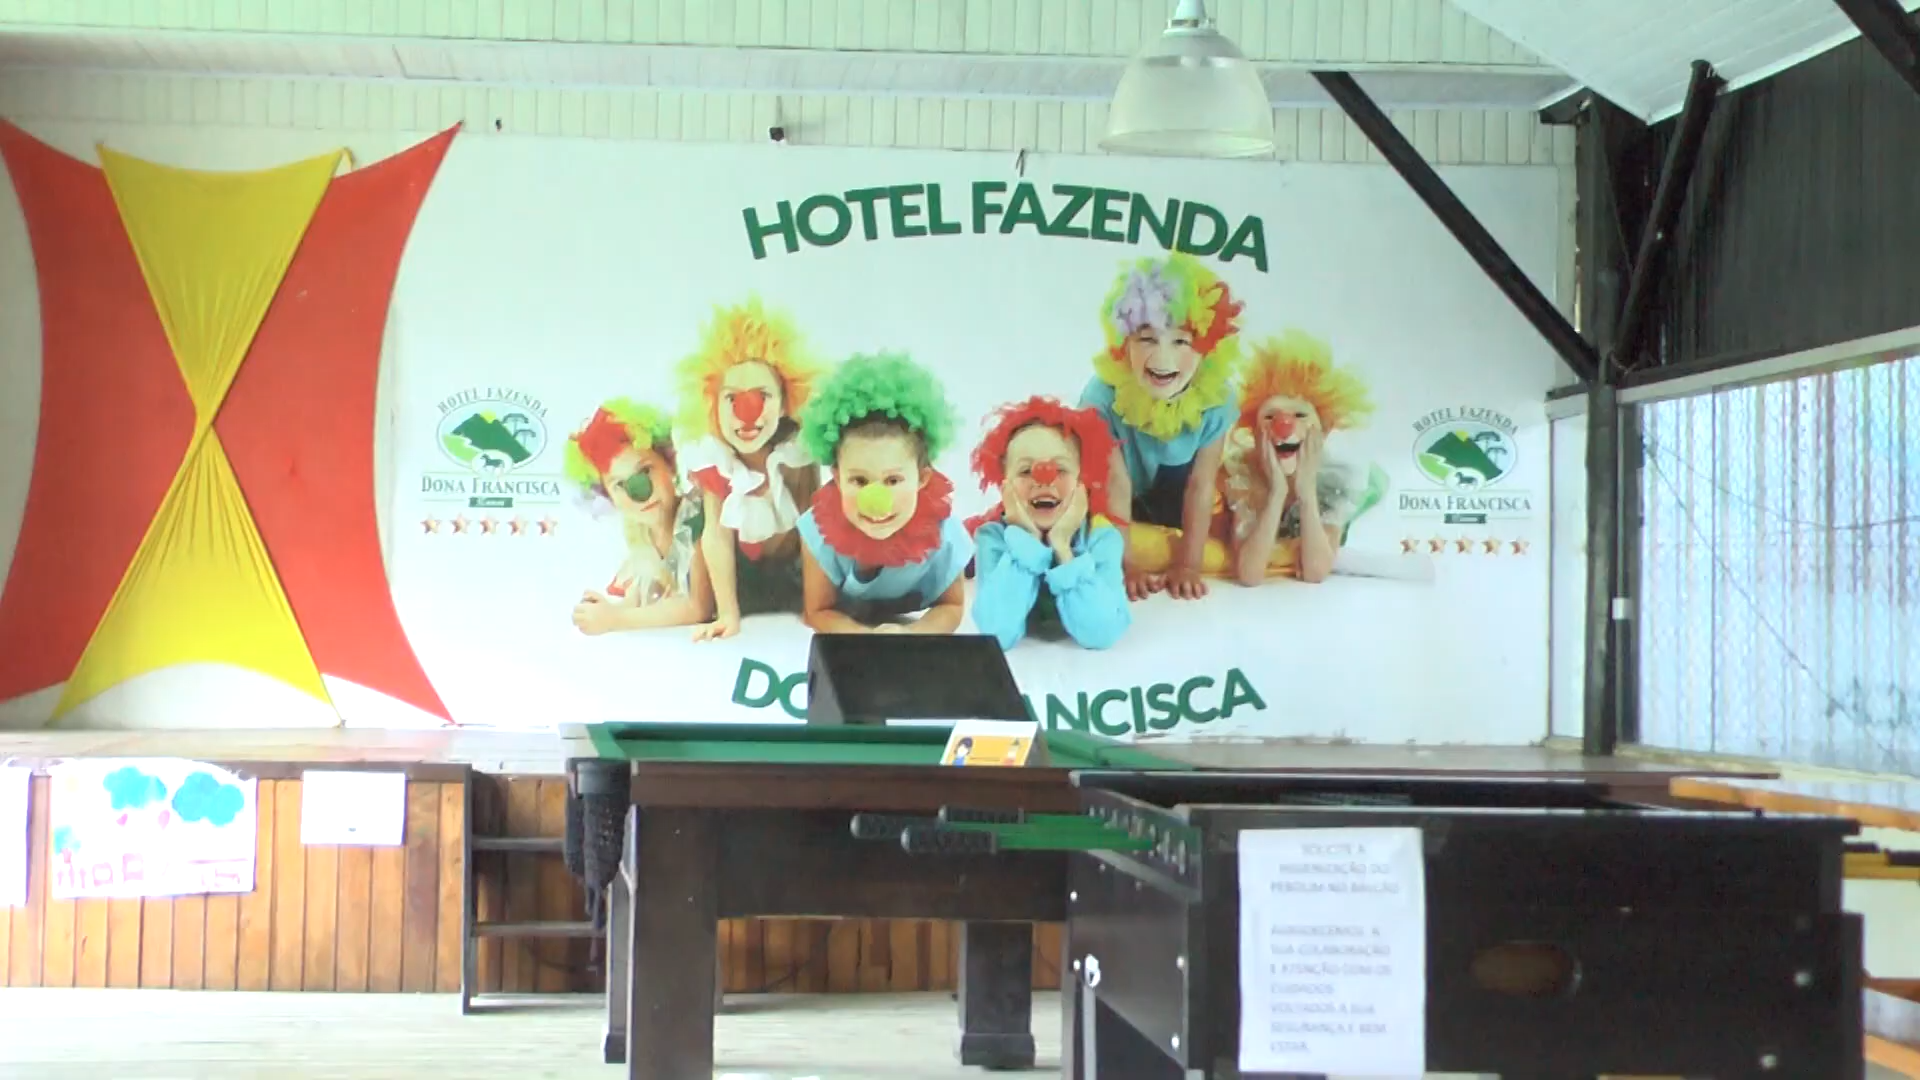 HOTEL FAZENDA
HOTEL FAZENDA
DONA FRANCISCA
HOTEL FAZENDA
DONA FRANCISCA
DO ANCISCA
SOLICITE A
HIGIENIZAÇÃO DO
PEBOLIM NO BALCÃO
AGRADECEMOS A
SUA COLABORAÇÃO
E ATENÇÃO COM OS
CUIDADOS
VOLTADOS A SUA
SEGURANÇA E BEM
ESTAR.